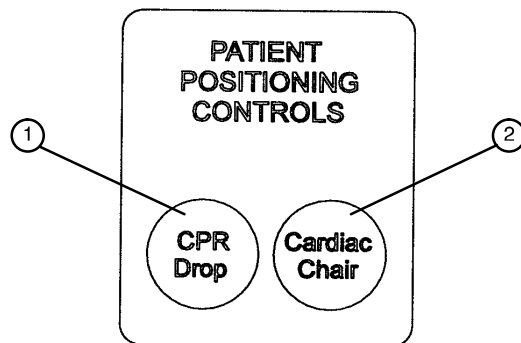 PATIENT
POSITIONING
CONTROLS
1
2
CPR
Drop
Cardiac
Chair